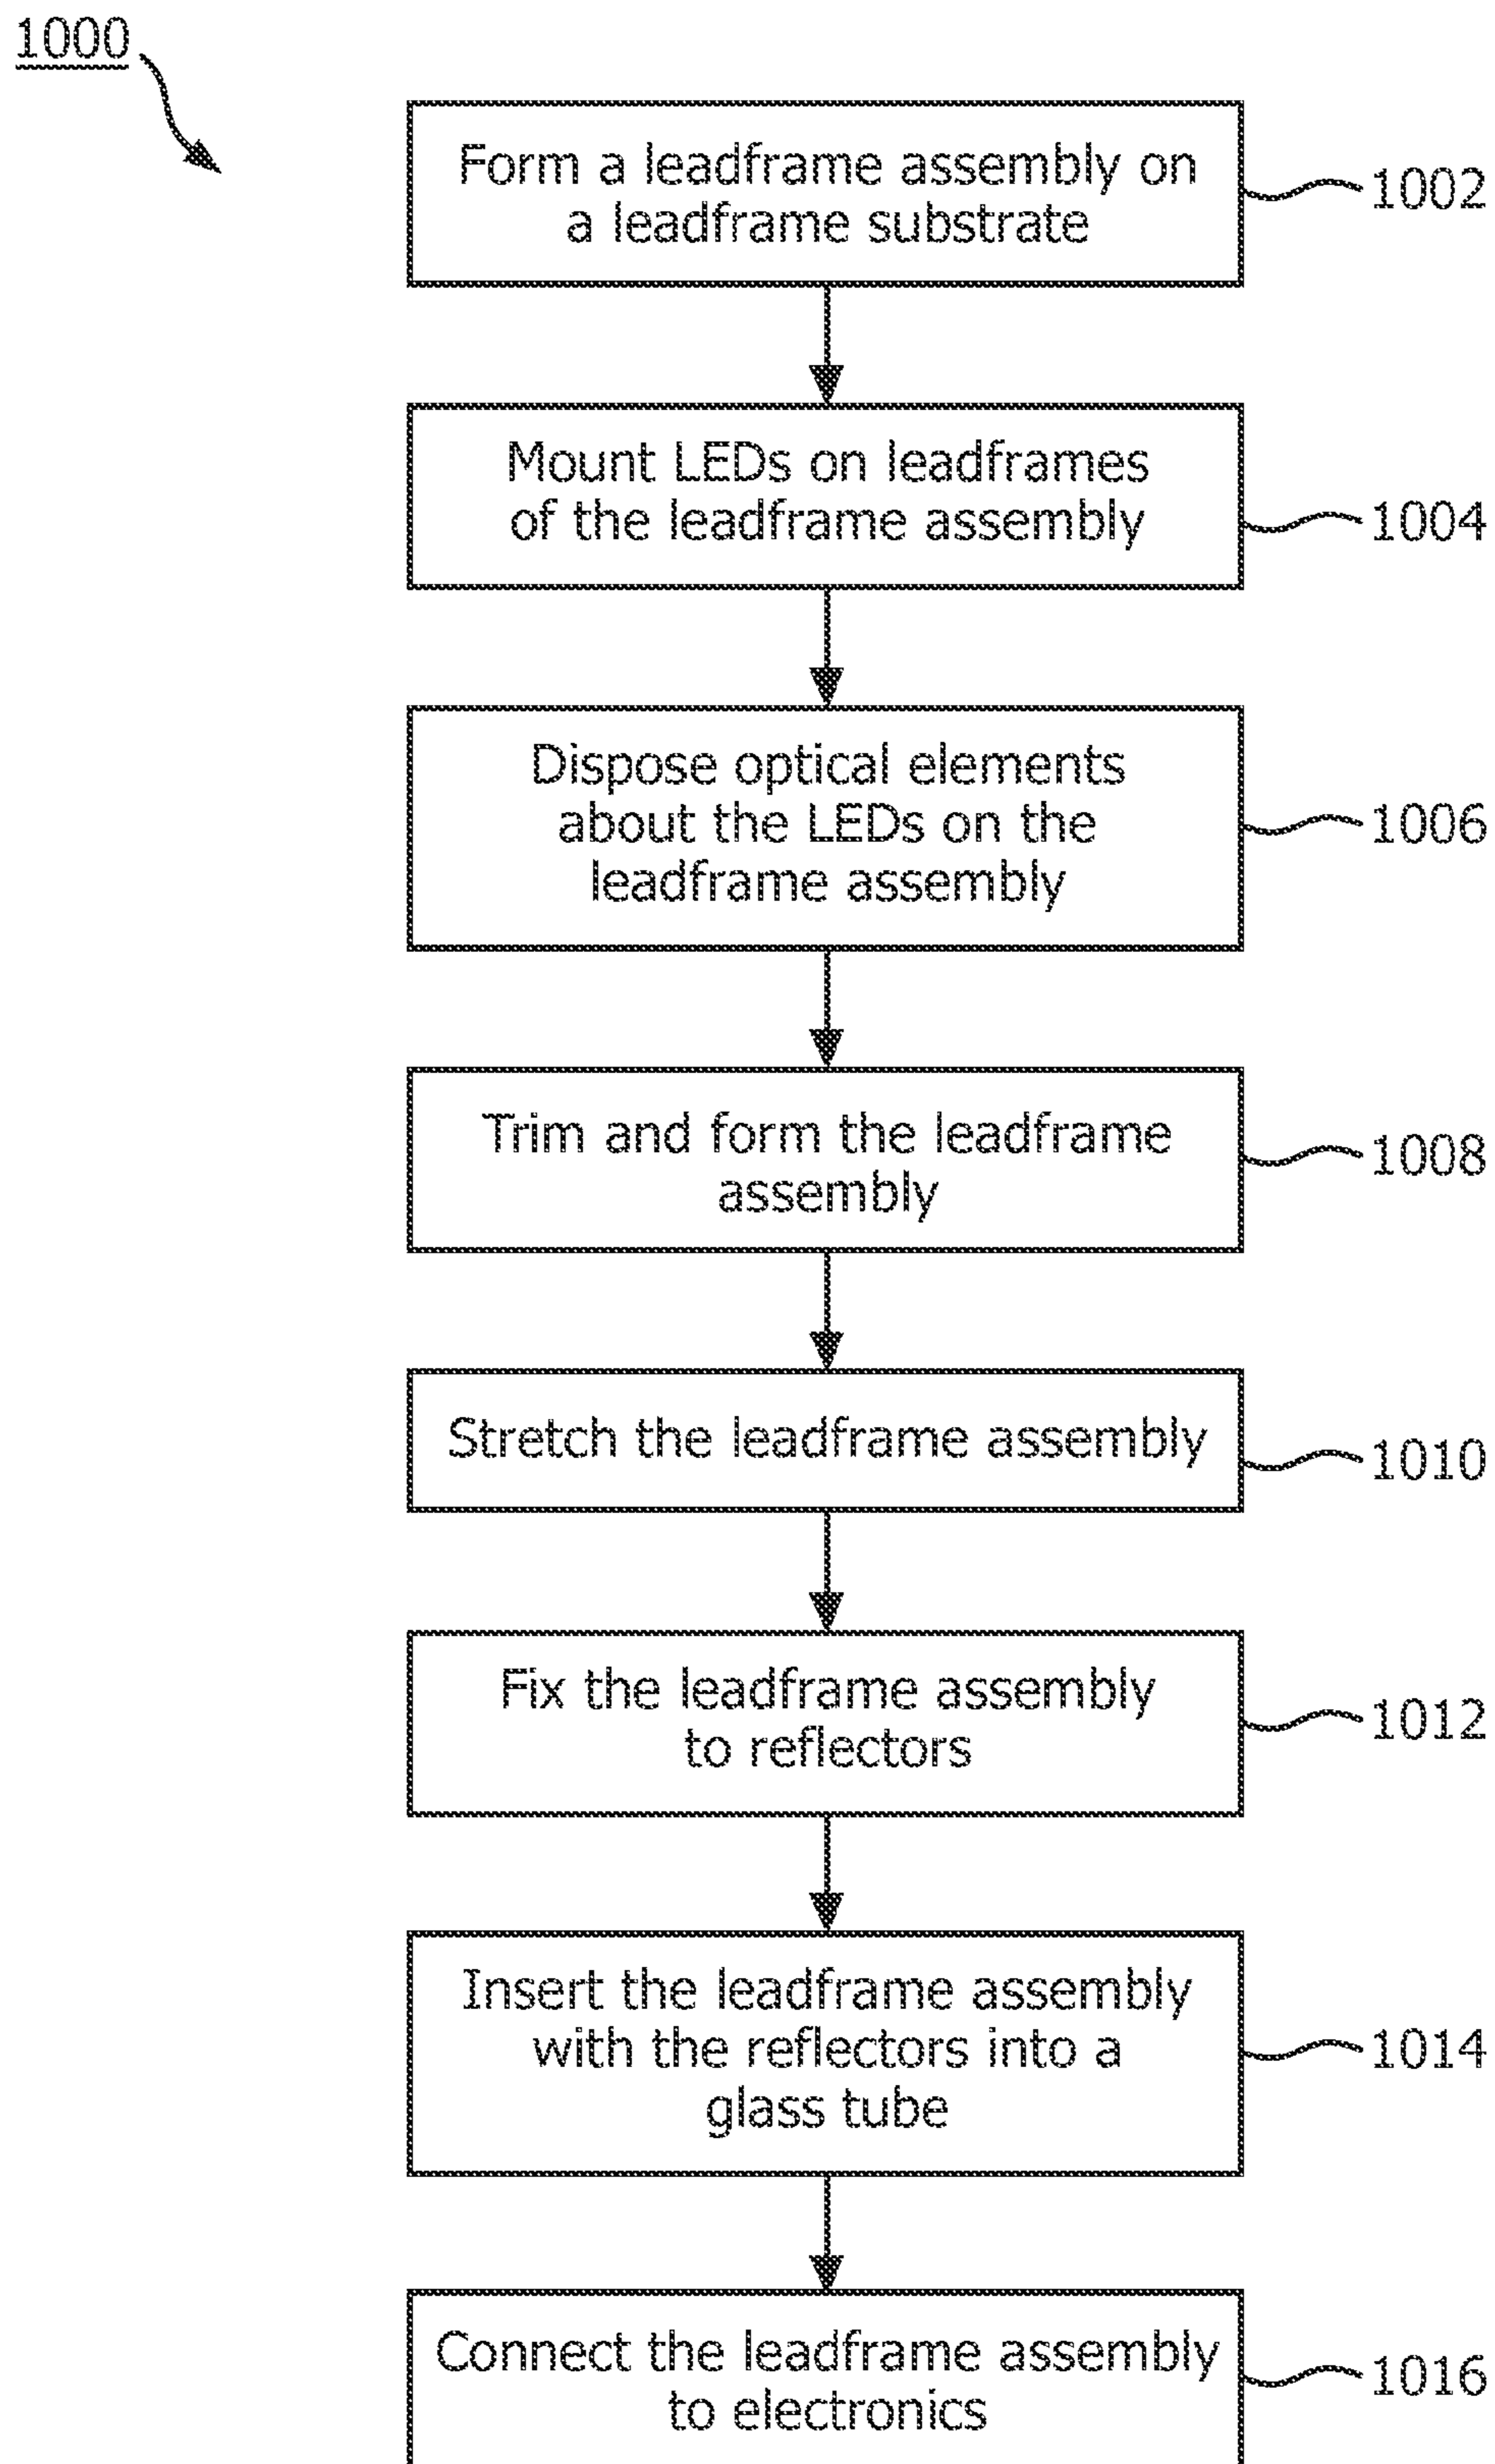 1000
Form a leadframe assembly on
a leadframe substrate
1002
Mount LEDs on leadframes
of the leadframe assembly
1004
Dispose optical elements
about the LEDs on the
leadframe assembly
1006
Trim and form the leadframe
assembly
1008
Stretch the leadframe assembly
1010
Fix the leadframe assembly
to reflectors
1012
Insert the leadframe assembly
with the reflectors into a
glass tube
1014
Connect the leadframe assembly
to electronics
1016